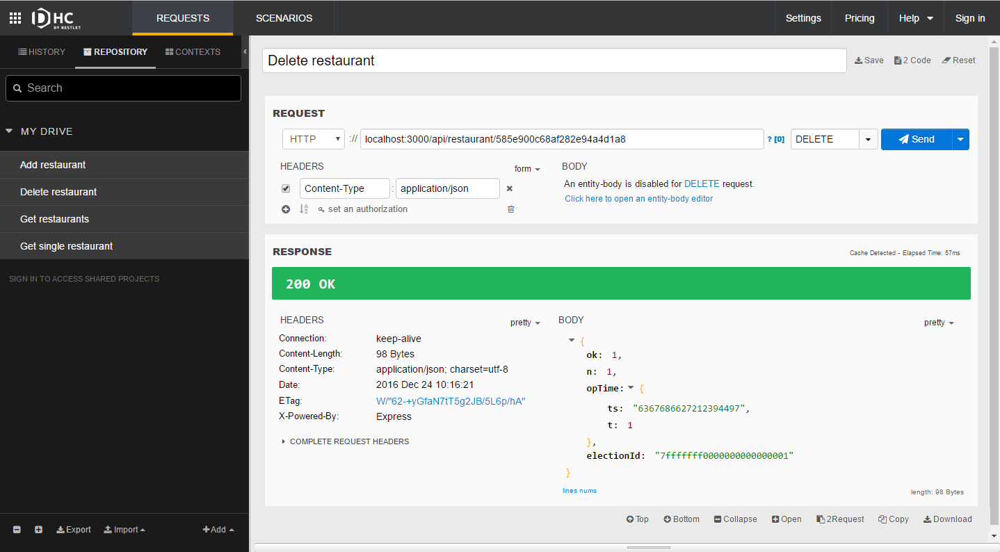 DHC
BY RESTLET
REQUESTS
SCENARIOS
Settings
Pricing
Help
Sign in
HISTORY
REPOSITORY
CONTEXTS
Search
MY DRIVE
Add restaurant
Delete restaurant
Get restaurants
Get single restaurant
SIGN IN TO ACCESS SHARED PROJECTS
Export
Import
Add
Delete restaurant
Save
2 Code
Reset
REQUEST
HTTP :// localhost:3000/api/restaurant/585e900c68af282e94a4d1a8 ? [0] DELETE Send
HEADERS
form
Content-Type : application/json
set an authorization
BODY
An entity-body is disabled for DELETE request.
Click here to open an entity-body editor
RESPONSE
Cache Detected - Elapsed Time: 57ms
200 OK
HEADERS
pretty
Connection: keep-alive
Content-Length: 98 Bytes
Content-Type: application/json; charset=utf-8
Date: 2016 Dec 24 10:16:21
ETag: W/"62-+yGfaN7tT5g2JB/5L6p/hA"
X-Powered-By: Express
COMPLETE REQUEST HEADERS
BODY
pretty
{
ok: 1,
n: 1,
opTime: {
ts: "6367686627212394497",
t: 1
},
electionId: "7fffffff0000000000000001"
}
lines nums
length: 98 Bytes
Top
Bottom
Collapse
Open
2Request
Copy
Download